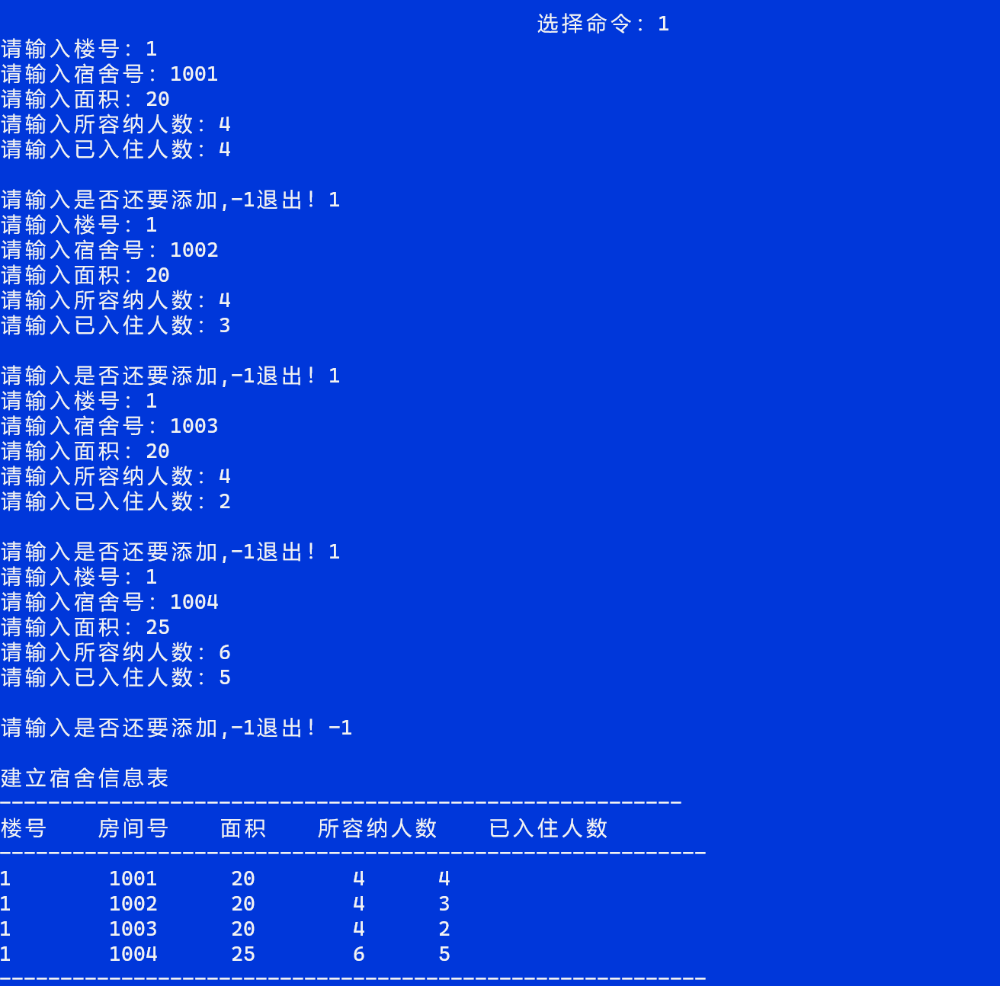 选择命令：1
请输入楼号：1
请输入宿舍号：1001
请输入面积：20
请输入所容纳人数：4
请输入已入住人数：4
请输入是否还要添加,-1退出！1
请输入楼号：1
请输入宿舍号：1002
请输入面积：20
请输入所容纳人数：4
请输入已入住人数：3
请输入是否还要添加,-1退出！1
请输入楼号：1
请输入宿舍号：1003
请输入面积：20
请输入所容纳人数：4
请输入已入住人数：2
请输入是否还要添加,-1退出！1
请输入楼号：1
请输入宿舍号：1004
请输入面积：25
请输入所容纳人数：6
请输入已入住人数：5
请输入是否还要添加,-1退出！-1
建立宿舍信息表
--------------------------------------------------------
楼号    房间号    面积    所容纳人数    已入住人数
----------------------------------------------------------
1        1001      20        4      4
1        1002      20        4      3
1        1003      20        4      2
1        1004      25        6      5
----------------------------------------------------------